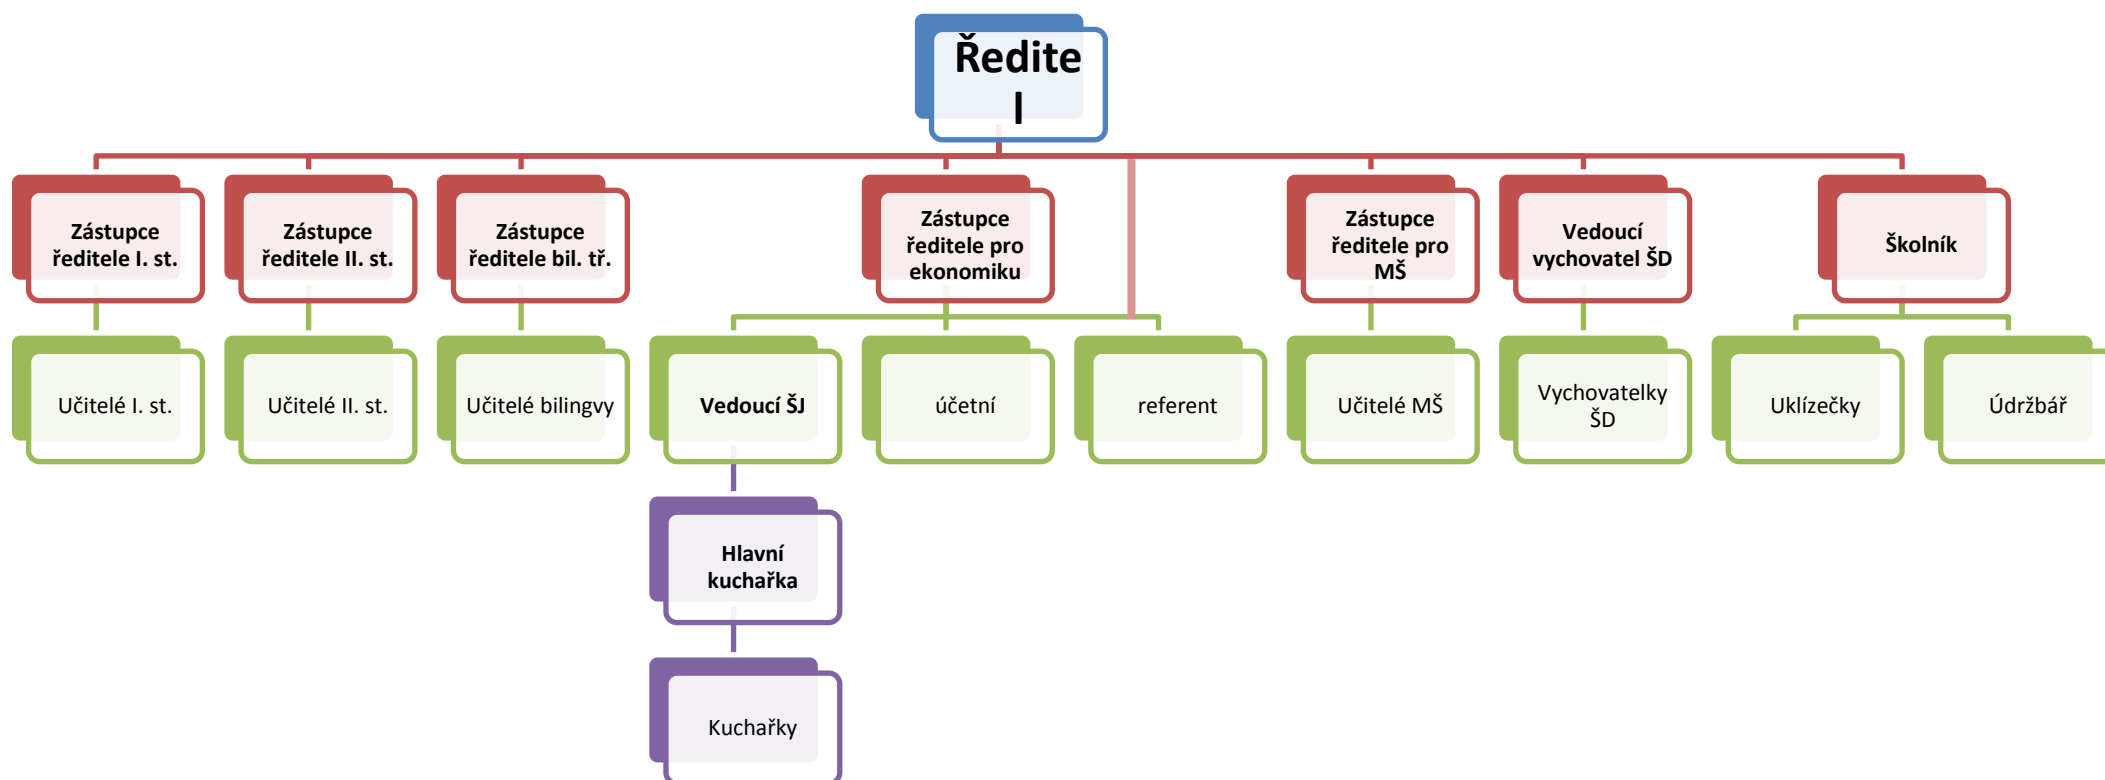 Ředite
l
Zástupce
ředitele I. st.
Zástupce
ředitele II. st.
Zástupce
ředitele bil. tř.
Zástupce
ředitele pro
ekonomiku
Zástupce
ředitele pro
MŠ
Vedoucí
vychovatel ŠD
Školník
Učitelé I. st.
Učitelé II. st.
Učitelé bilingvy
Vedoucí ŠJ
účetní
referent
Učitelé MŠ
Vychovatelky
ŠD
Uklízečky
Údržbář
Hlavní
kuchařka
Kuchařky